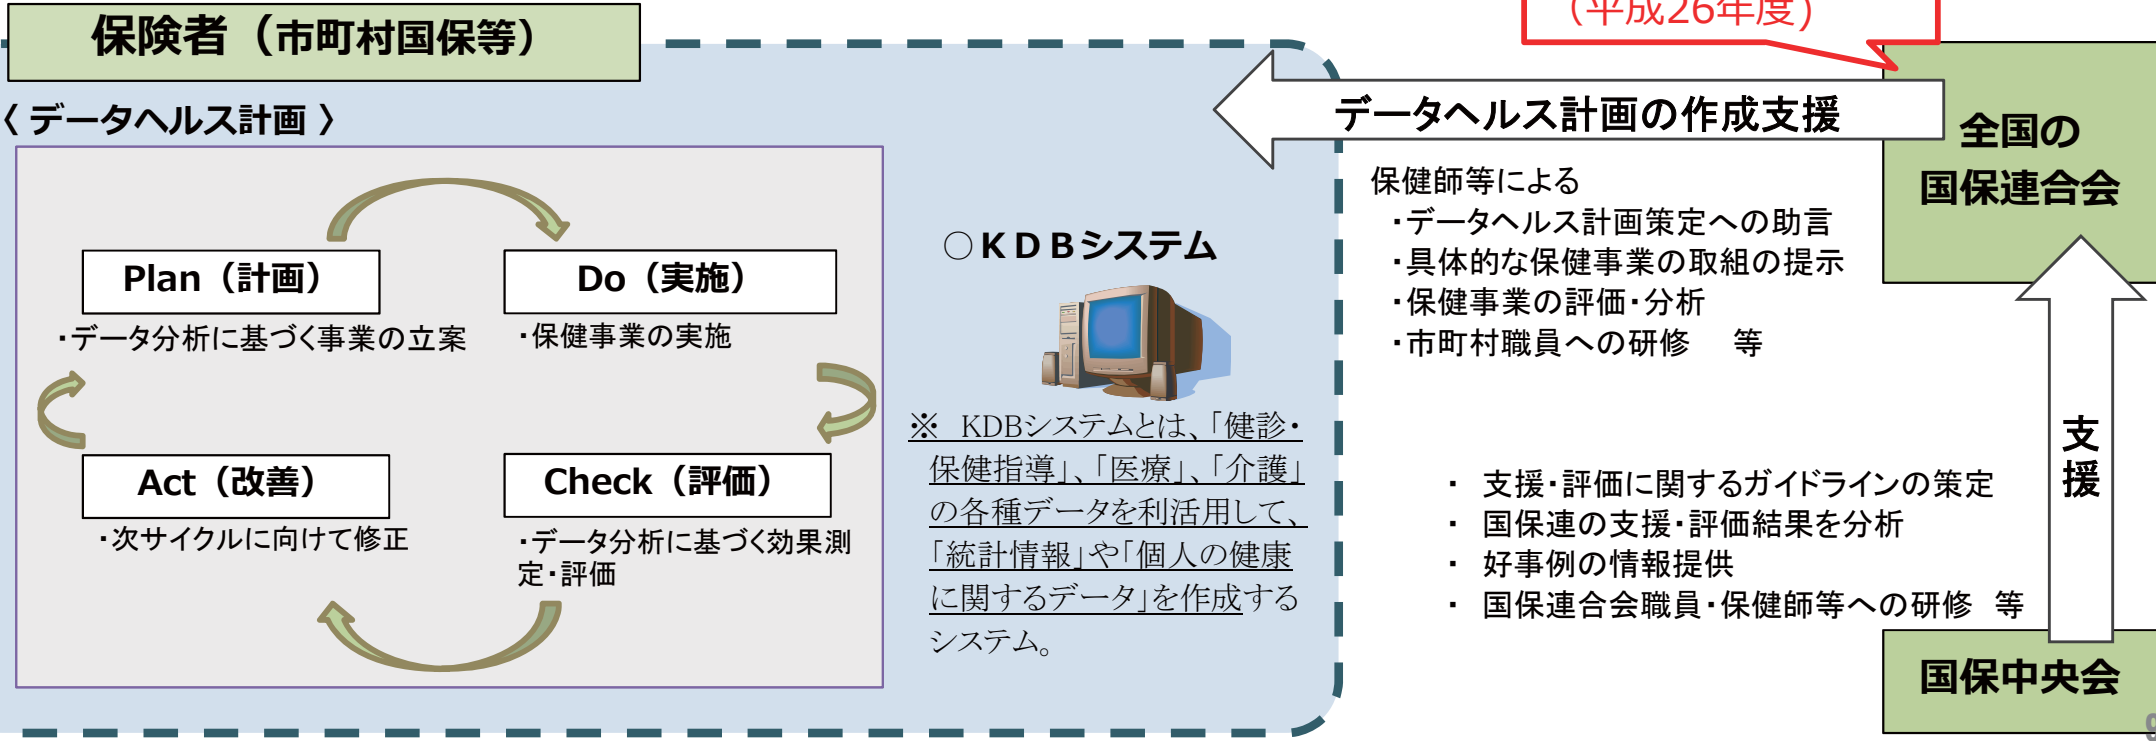 保険者（市町村国保等）
（平成26年度)
〈 データヘルス計画 〉
データヘルス計画の作成支援
全国の
国保連合会
Plan（計画）
・データ分析に基づく事業の立案
Do（実施）
・保健事業の実施
Act（改善）
・次サイクルに向けて修正
Check（評価）
・データ分析に基づく効果測
定・評価
○ＫＤＢシステム
※　KDBシステムとは、「健診・
保健指導」、「医療」、「介護」
の各種データを利活用して、
「統計情報」や「個人の健康
に関するデータ」を作成する
システム。
保健師等による
・データヘルス計画策定への助言
・具体的な保健事業の取組の提示
・保健事業の評価・分析
・市町村職員への研修　等
支援
・ 支援・評価に関するガイドラインの策定
・ 国保連の支援・評価結果を分析
・ 好事例の情報提供
・ 国保連合会職員・保健師等への研修　等
国保中央会